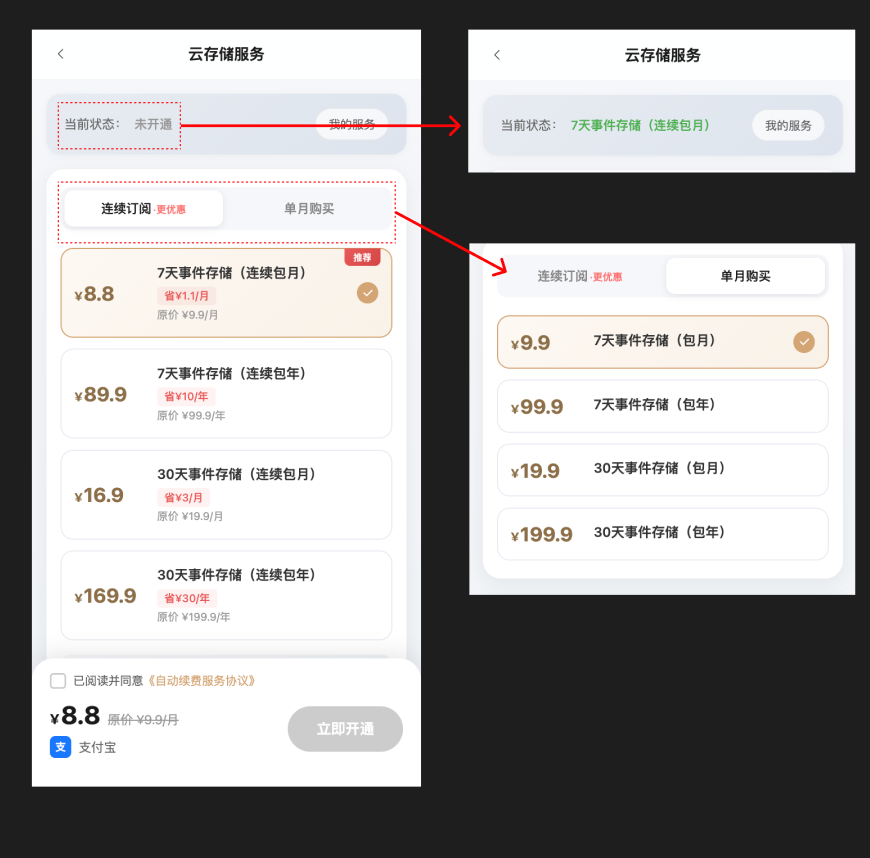 云存储服务
当前状态： 未开通 我的服务
连续订阅·更优惠 单月购买
推荐
¥8.8
7天事件存储（连续包月）
省¥1.1/月
原价 ¥9.9/月
¥89.9
7天事件存储（连续包年）
省¥10/年
原价 ¥99.9/年
¥16.9
30天事件存储（连续包月）
省¥3/月
原价 ¥19.9/月
¥169.9
30天事件存储（连续包年）
省¥30/年
原价 ¥199.9/年
已阅读并同意《自动续费服务协议》
¥8.8 原价 ¥9.9/月
支 支付宝
立即开通
云存储服务
当前状态： 7天事件存储（连续包月） 我的服务
连续订阅·更优惠 单月购买
¥9.9 7天事件存储（包月）
¥99.9 7天事件存储（包年）
¥19.9 30天事件存储（包月）
¥199.9 30天事件存储（包年）